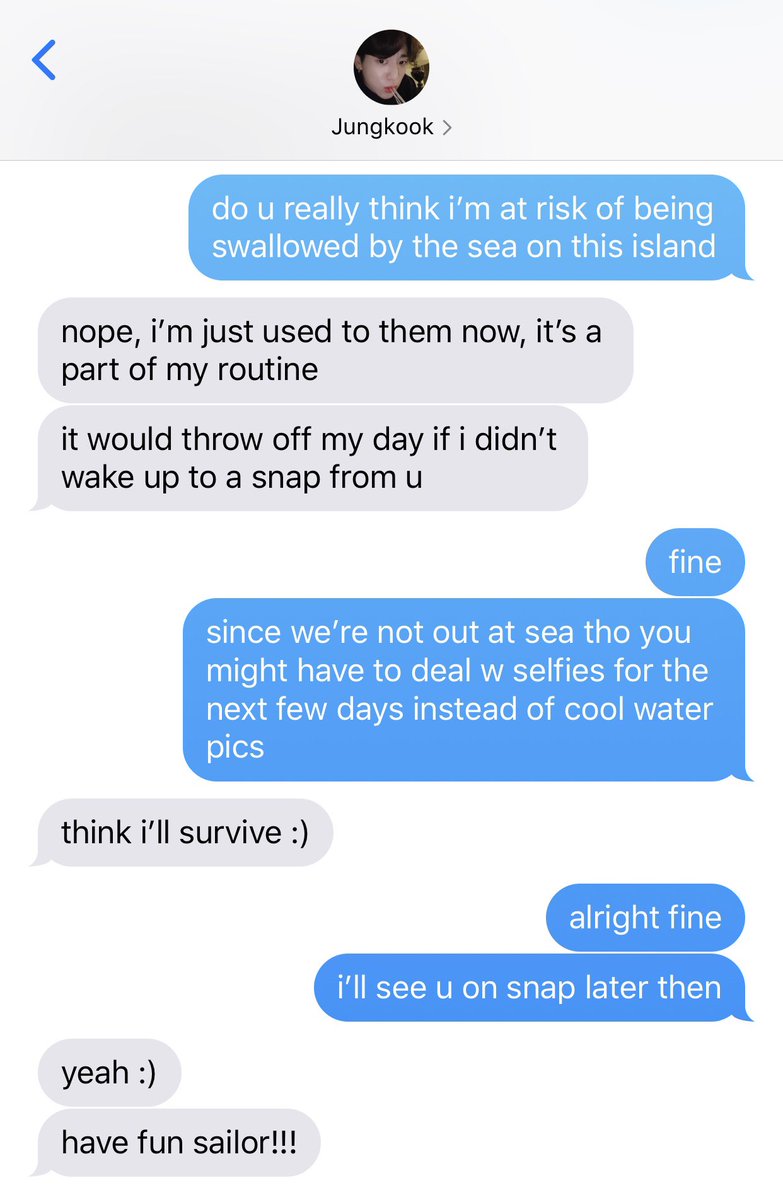 Jungkook
do u really think i’m at risk of being
swallowed by the sea on this island
nope, i’m just used to them now, it’s a
part of my routine
it would throw off my day if i didn’t
wake up to a snap from u
fine
since we’re not out at sea tho you
might have to deal w selfies for the
next few days instead of cool water
pics
think i’ll survive :)
alright fine
i’ll see u on snap later then
yeah :)
have fun sailor!!!